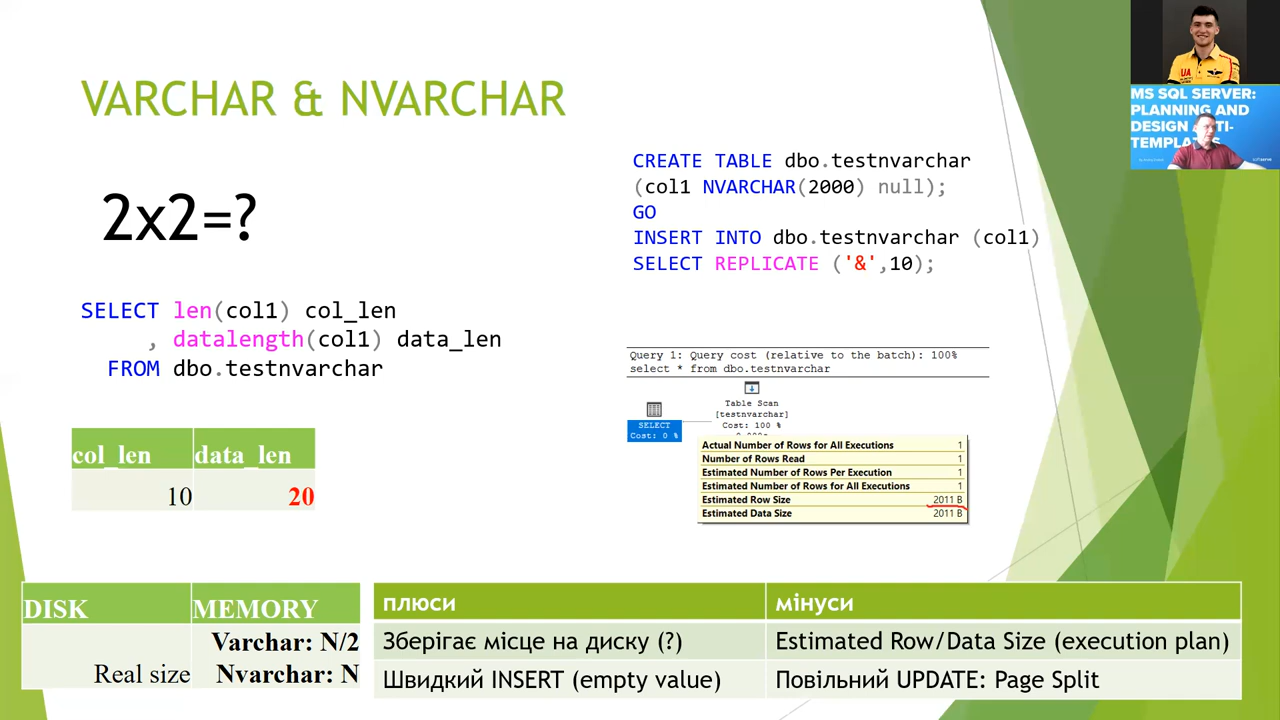 VARCHAR & NVARCHAR
2x2=?
SELECT len(col1) col_len
, datalength(col1) data_len
FROM dbo.testnvarchar
col_len data_len
10 20
CREATE TABLE dbo.testnvarchar
(col1 NVARCHAR(2000) null);
GO
INSERT INTO dbo.testnvarchar (col1)
SELECT REPLICATE ('&',10);
Query 1: Query cost (relative to the batch): 100%
select * from dbo.testnvarchar
SELECT
Cost: 0 %
Table Scan
[testnvarchar]
Cost: 100 %
Actual Number of Rows for All Executions 1
Number of Rows Read 1
Estimated Number of Rows Per Execution 1
Estimated Number of Rows for All Executions 1
Estimated Row Size 2011 B
Estimated Data Size 2011 B
DISK MEMORY
Varchar: N/2
Real size Nvarchar: N
плюси мінуси
Зберігає місце на диску (?) Estimated Row/Data Size (execution plan)
Швидкий INSERT (empty value) Повільний UPDATE: Page Split
UA
MS SQL SERVER:
PLANNING AND
DESIGN